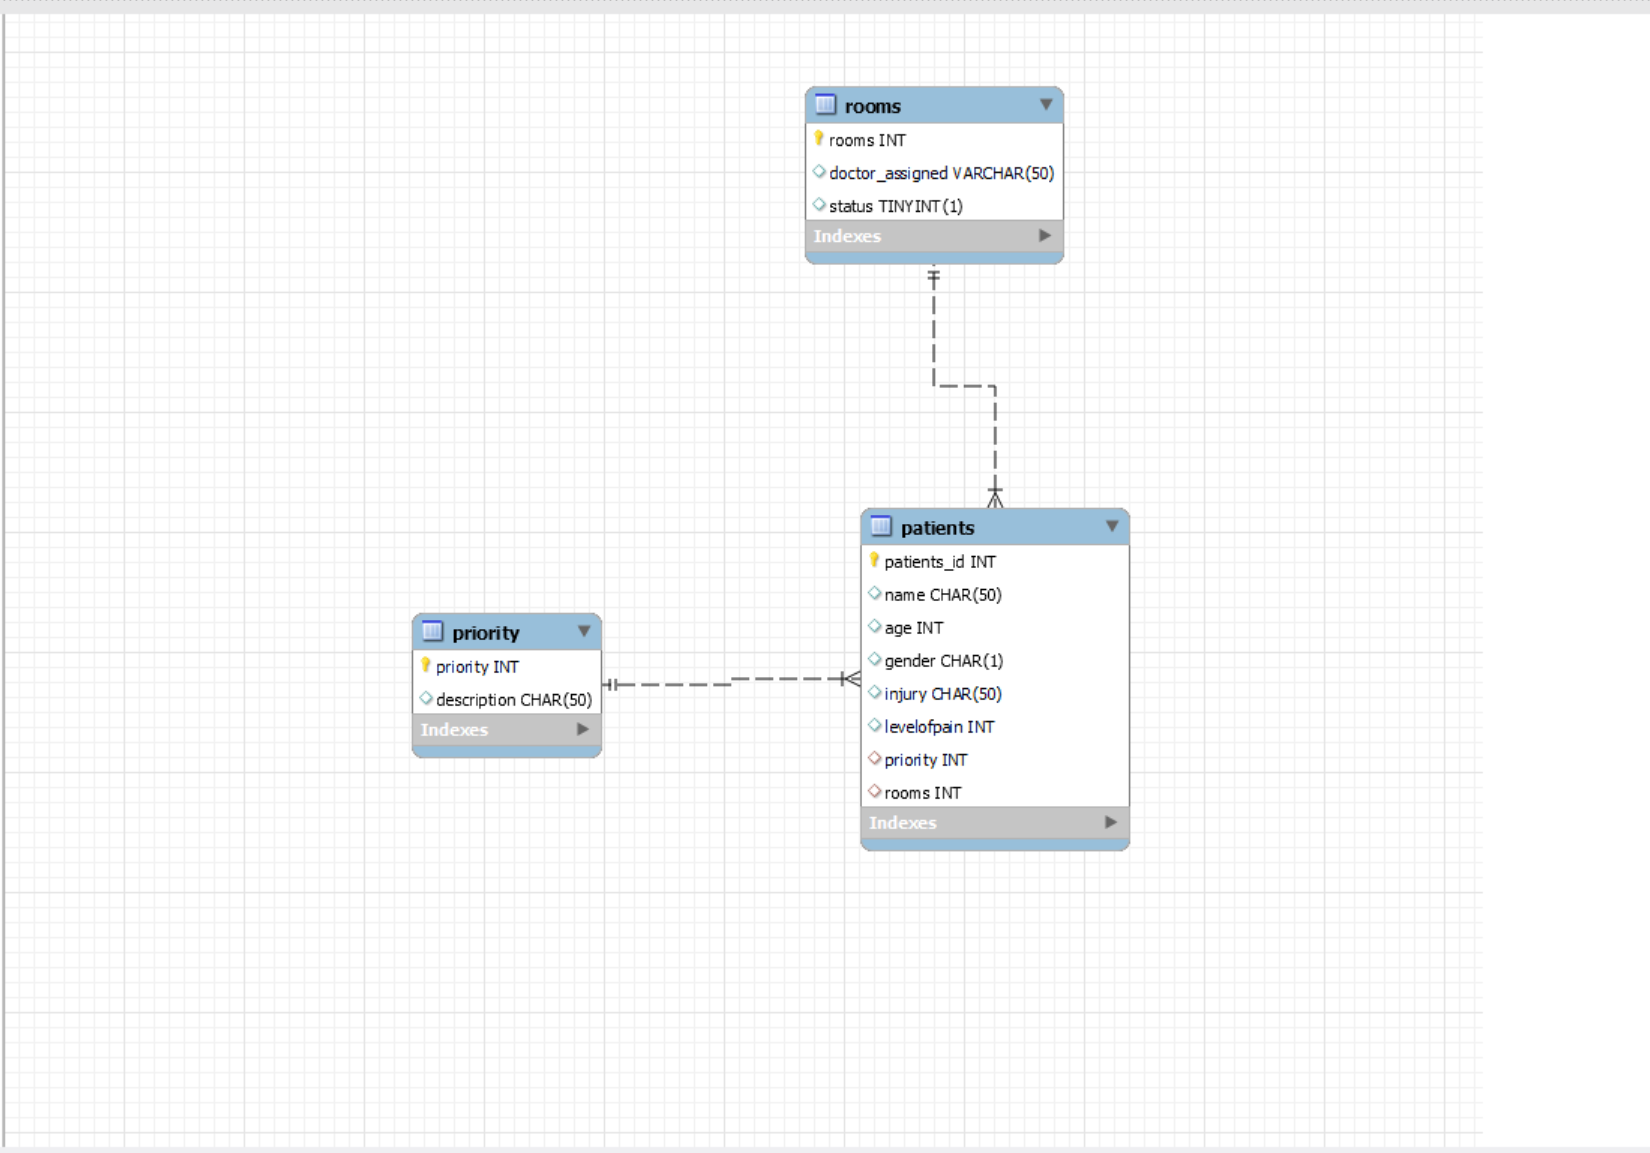 rooms
rooms INT
doctor_assigned VARCHAR(50)
status TINYINT(1)
Indexes
patients
patients_id INT
name CHAR(50)
age INT
gender CHAR(1)
injury CHAR(50)
levelofpain INT
priority INT
rooms INT
Indexes
priority
priority INT
description CHAR(50)
Indexes